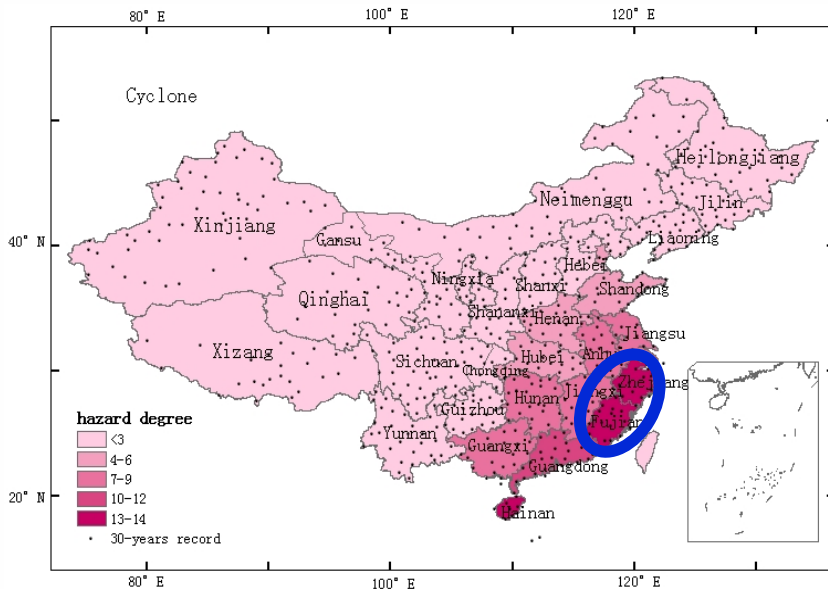 80° E 100° E 120° E
Cyclone
Heilongjiang
Neimenggu
Jilin
Xinjiang
Gansu
Liaoning
40° N
Hebei
Ningxia
Shanxi
Shandong
Qinghai
Shananxi
Henan
Jiangsu
Xizang
Sichuan
Hubei
Anhui
Chongqing
Zhejiang
Jiangxi
Hunan
Guizhou
hazard degree
Fujian
Yunnan
<3
Guangxi
4-6
Guangdong
7-9
10-12
20° N
13-14
Hainan
30-years record
80° E 100° E 120° E